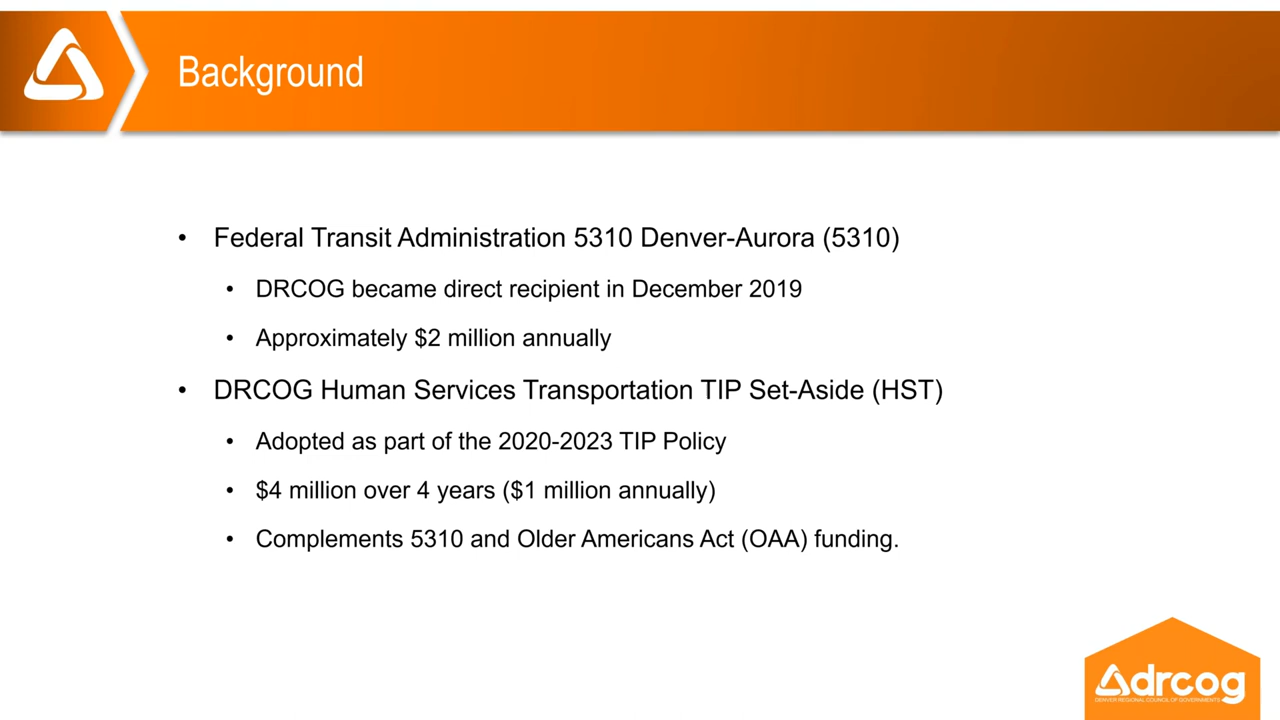 Background
• Federal Transit Administration 5310 Denver-Aurora (5310)
• DRCOG became direct recipient in December 2019
• Approximately $2 million annually
• DRCOG Human Services Transportation TIP Set-Aside (HST)
• Adopted as part of the 2020-2023 TIP Policy
• $4 million over 4 years ($1 million annually)
• Complements 5310 and Older Americans Act (OAA) funding.
drcog
DENVER REGIONAL COUNCIL OF GOVERNMENTS